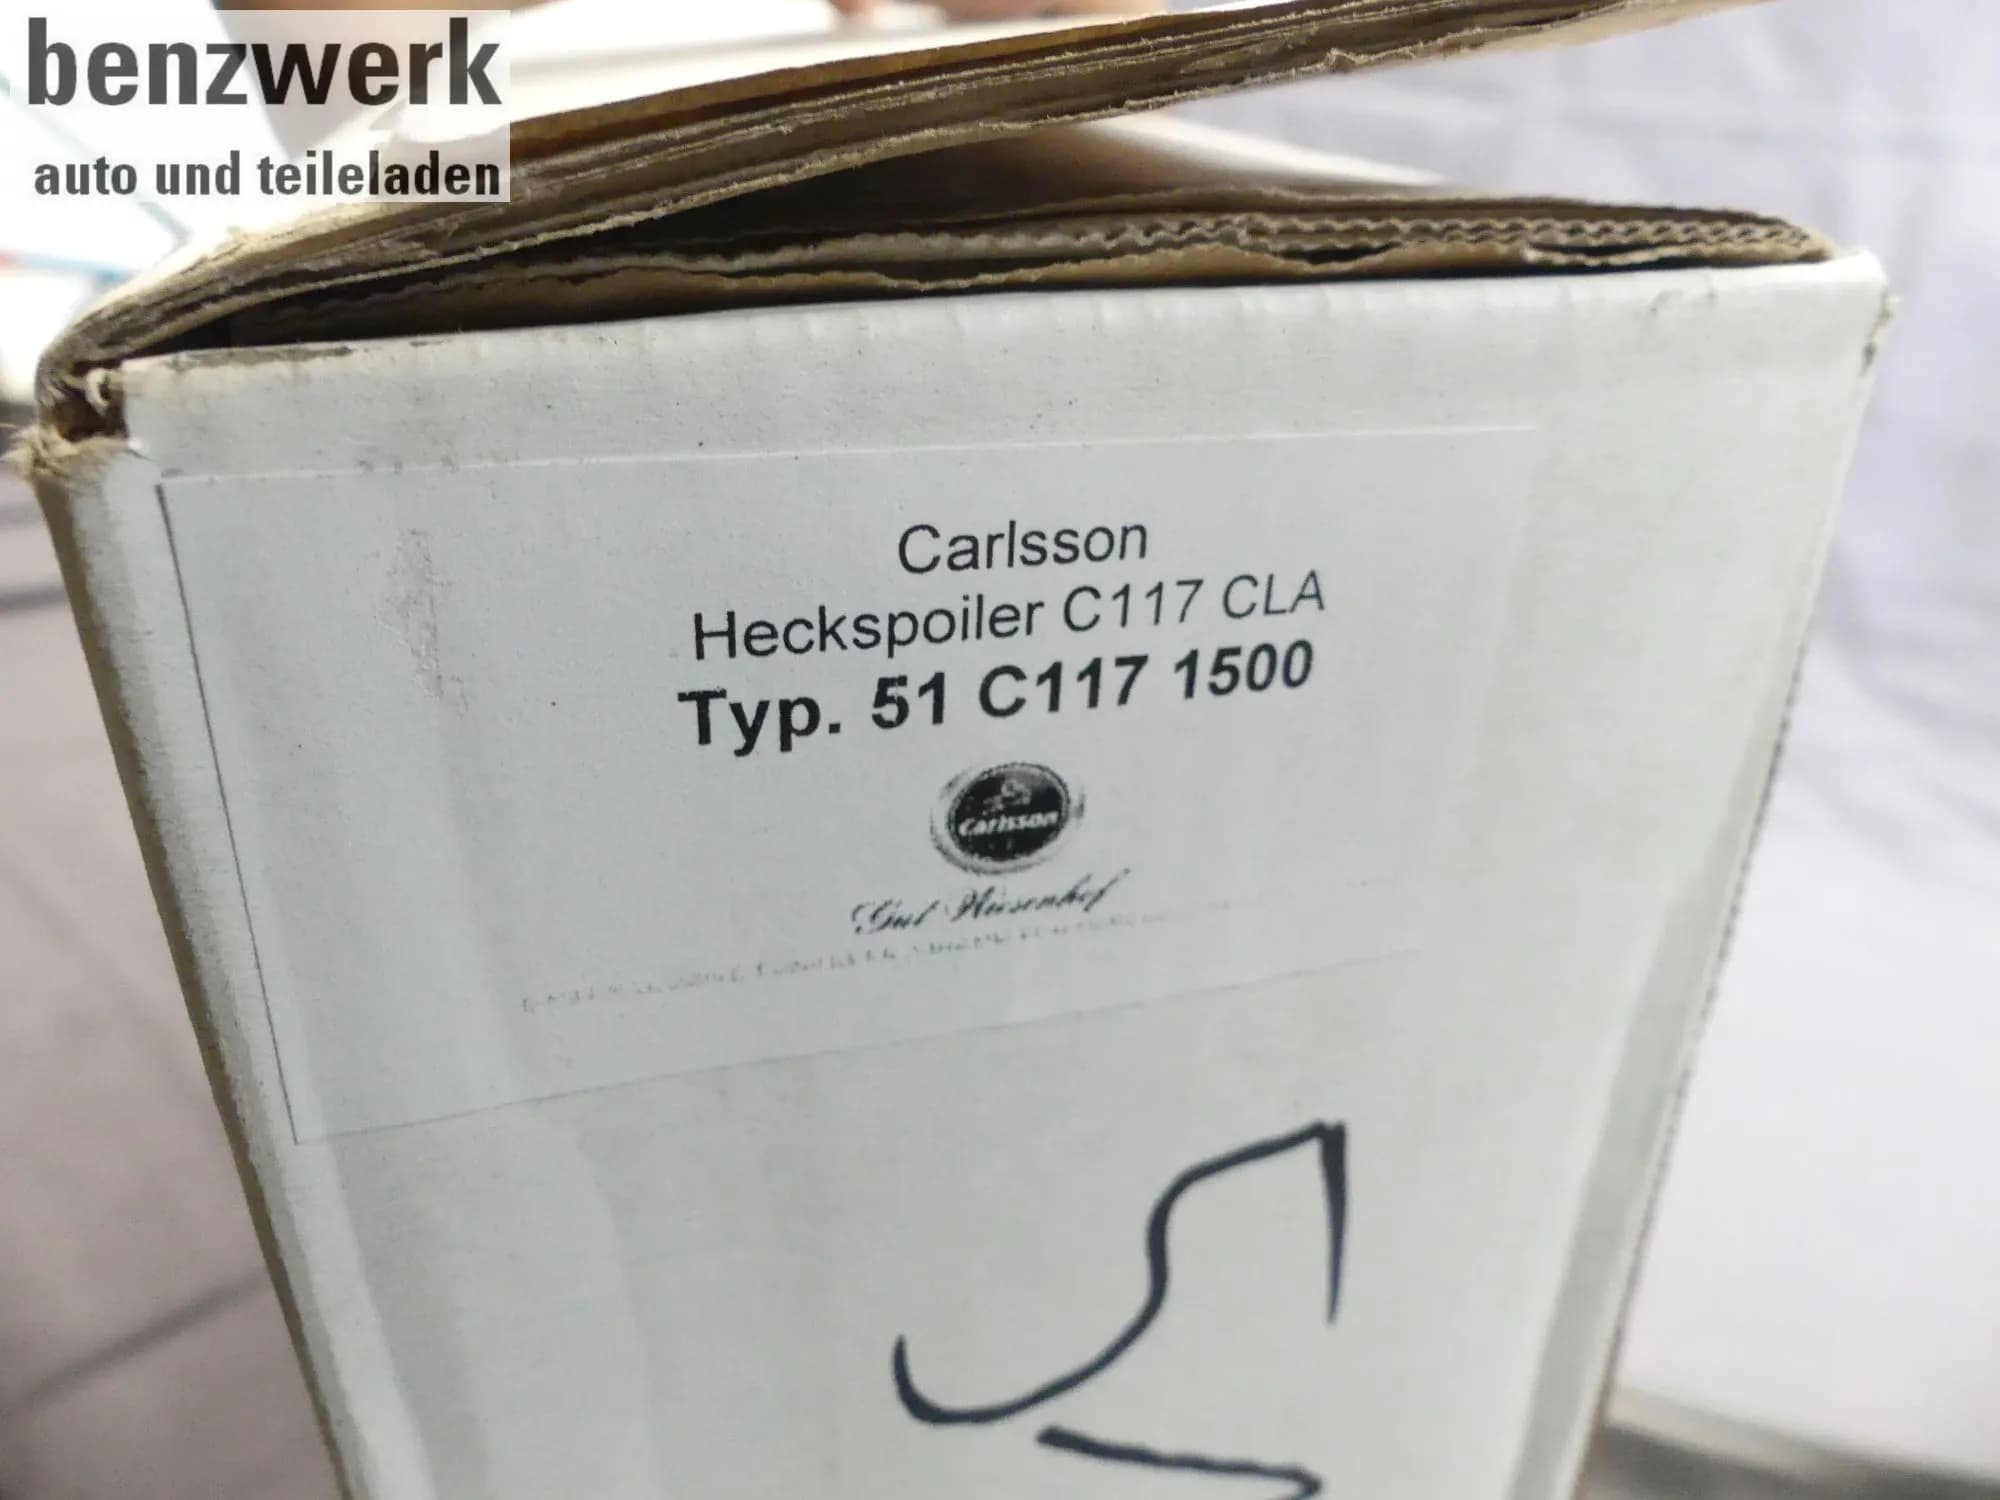 benzwerk
auto und teileladen
Carlsson
Heckspoiler C117 CLA
Typ. 51 C117 1500
Carlsson
Gut Wiesenhof